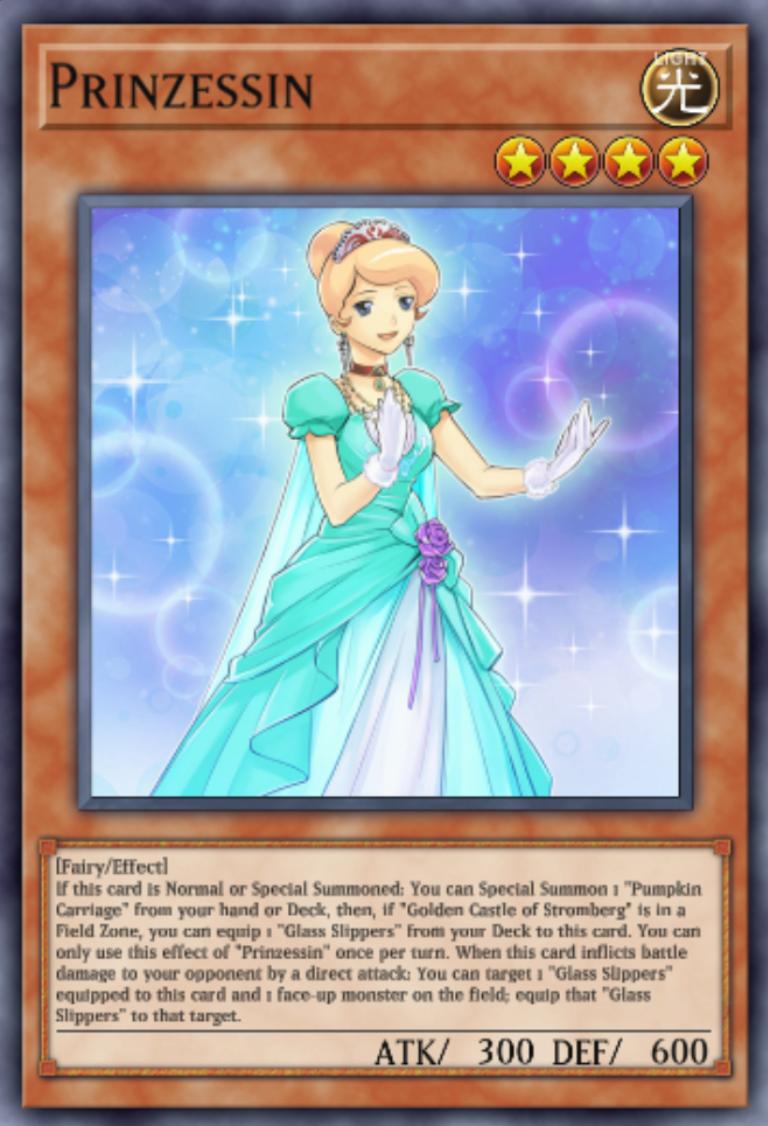 Prinzessin
LIGHT
光
[Fairy/Effect]
If this card is Normal or Special Summoned: You can Special Summon 1 "Pumpkin
Carriage" from your hand or Deck, then, if "Golden Castle of Stromberg" is in a
Field Zone, you can equip 1 "Glass Slippers" from your Deck to this card. You can
only use this effect of "Prinzessin" once per turn. When this card inflicts battle
damage to your opponent by a direct attack: You can target 1 "Glass Slippers"
equipped to this card and 1 face-up monster on the field; equip that "Glass
Slippers" to that target.
ATK/ 300 DEF/ 600